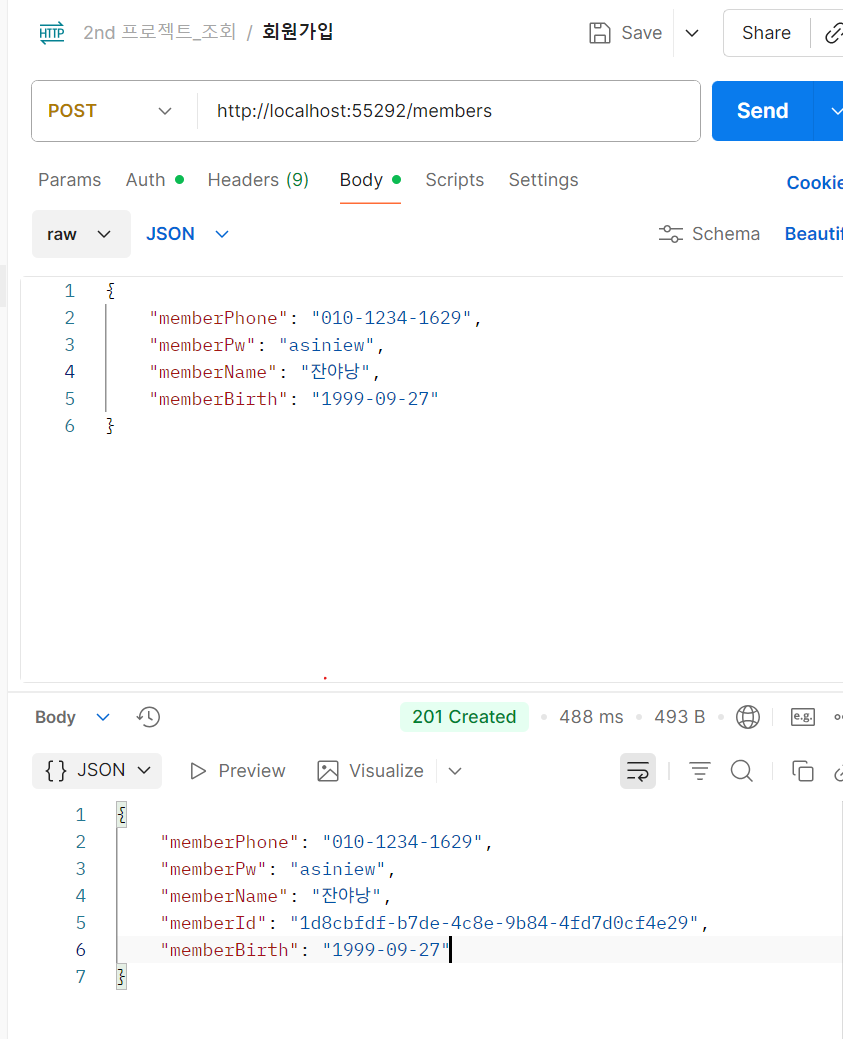 HTTP 2nd 프로젝트_조회 / 회원가입 Save Share
POST http://localhost:55292/members Send
Params Auth Headers (9) Body Scripts Settings Cookie
raw JSON Schema Beautif
1 {
2 "memberPhone": "010-1234-1629",
3 "memberPw": "asiniew",
4 "memberName": "잔야낭",
5 "memberBirth": "1999-09-27"
6 }
Body 201 Created 488 ms 493 B e.g.
{} JSON Preview Visualize
1 {
2 "memberPhone": "010-1234-1629",
3 "memberPw": "asiniew",
4 "memberName": "잔야낭",
5 "memberId": "1d8cbfdf-b7de-4c8e-9b84-4fd7d0cf4e29",
6 "memberBirth": "1999-09-27"
7 }